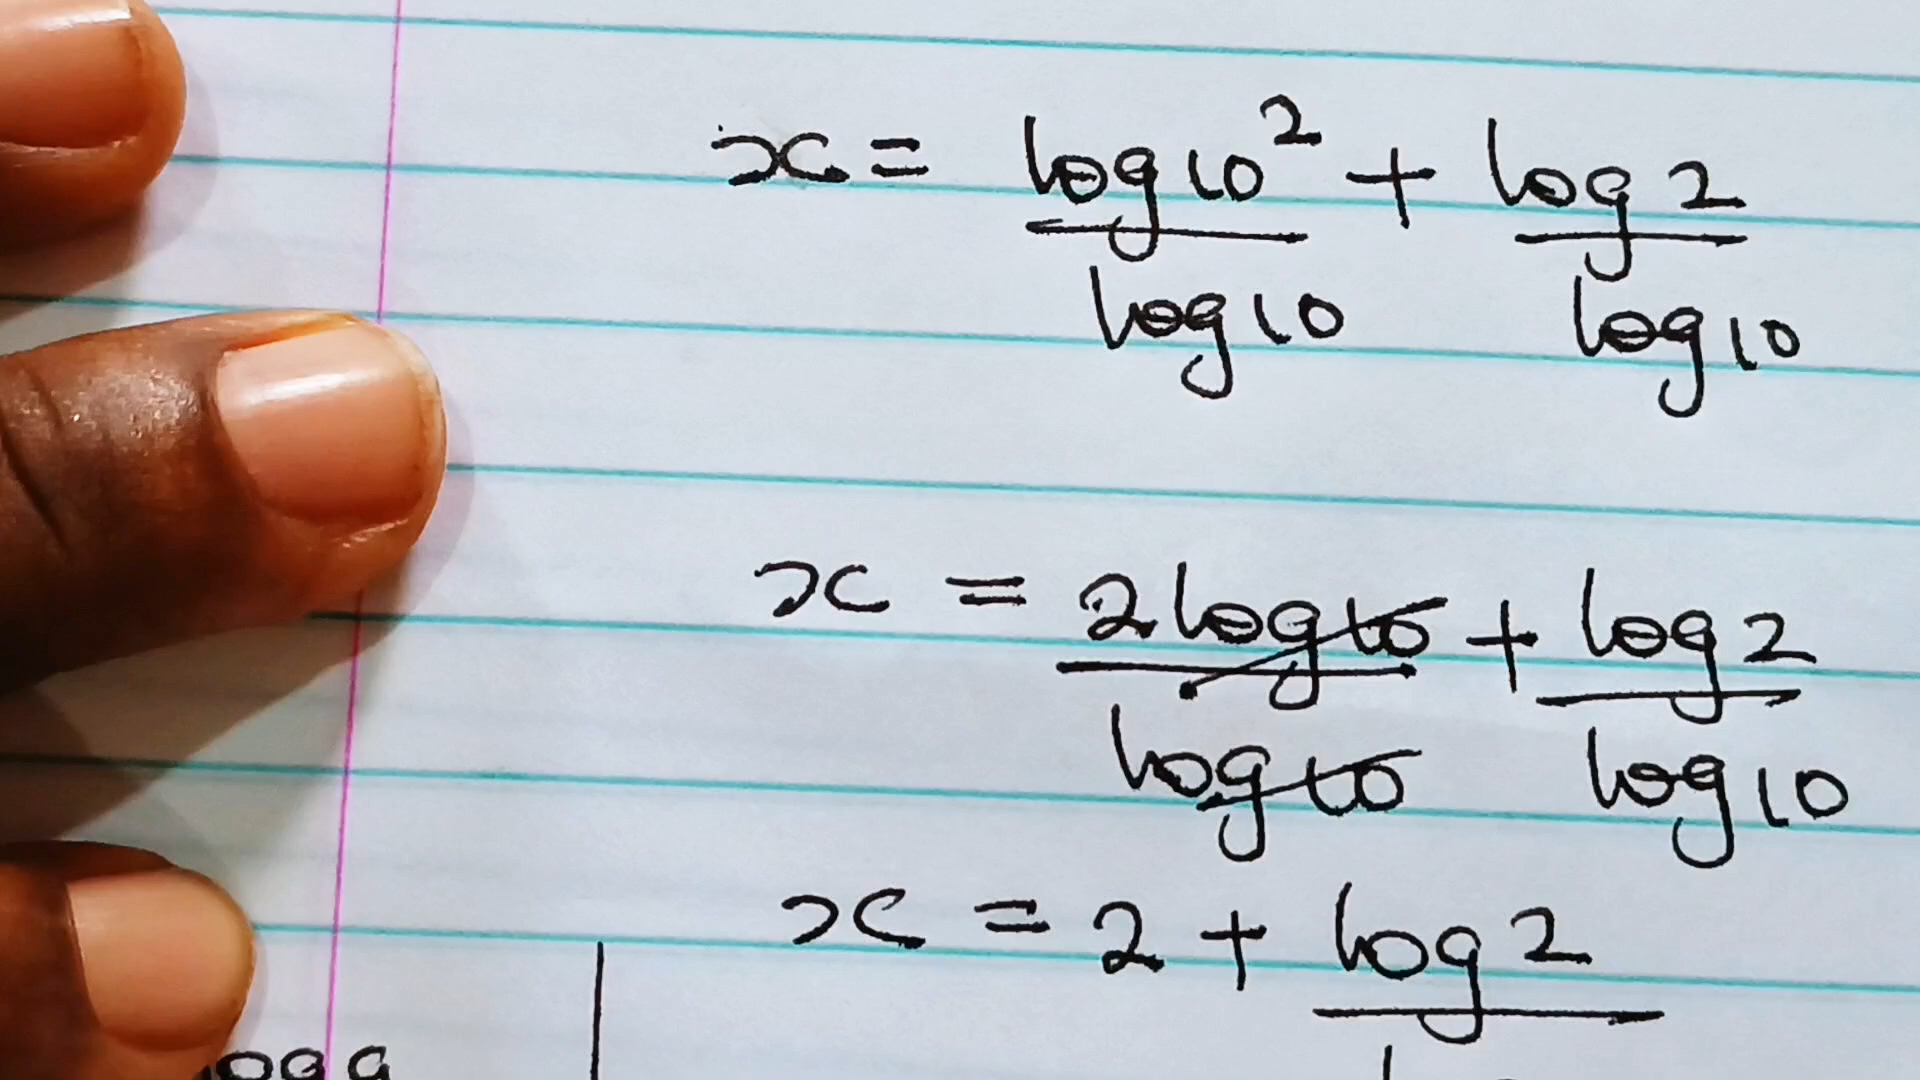 x = log10² + log2
log10 log10
x = 2log10 + log2
log10 log10
x = 2 + log2